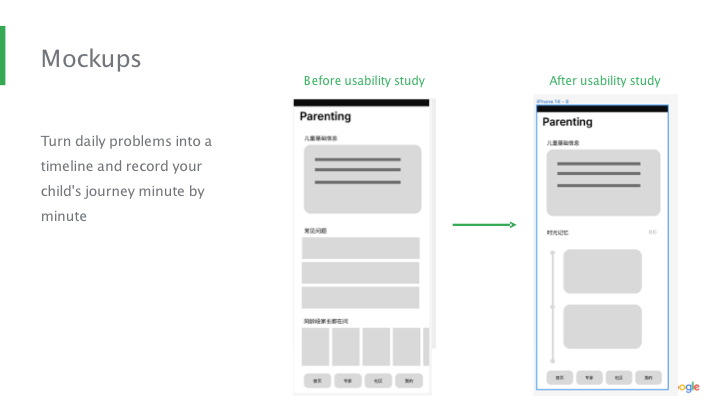 Mockups
Before usability study
After usability study
Turn daily problems into a
timeline and record your
child's journey minute by
minute
Parenting
儿童基础信息
常见问题
首页
专家
社区
我的
iPhone 14 - 9
Parenting
儿童基础信息
时光记忆
首页
专家
社区
我的